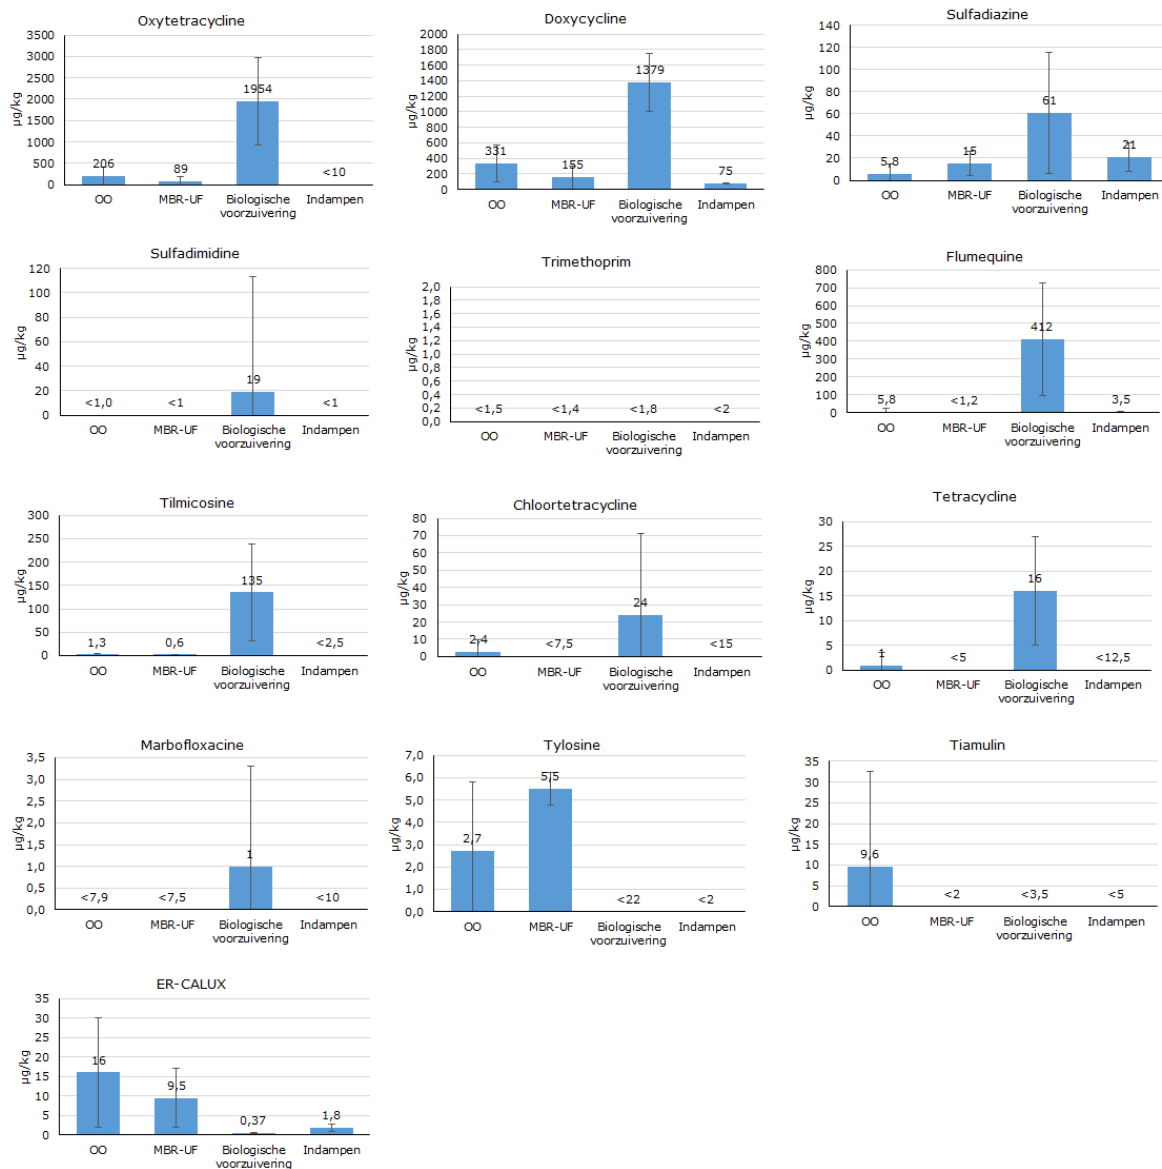 Oxytetracycline
µg/kg
3500
3000
2500
2000
1500
1000
500
0
206
89
1954
<10
OO
MBR-UF
Biologische
voorzuivering
Indampen
Doxycycline
µg/kg
2000
1800
1600
1400
1200
1000
800
600
400
200
0
331
155
1379
75
OO
MBR-UF
Biologische
voorzuivering
Indampen
Sulfadiazine
µg/kg
140
120
100
80
60
40
20
0
5,8
15
61
21
OO
MBR-UF
Biologische
voorzuivering
Indampen
Sulfadimidine
µg/kg
120
100
80
60
40
20
0
<1,0
<1
19
<1
OO
MBR-UF
Biologische
voorzuivering
Indampen
Trimethoprim
µg/kg
2,0
1,8
1,6
1,4
1,2
1,0
0,8
0,6
0,4
0,2
0,0
<1,5
<1,4
<1,8
<2
OO
MBR-UF
Biologische
voorzuivering
Indampen
Flumequine
µg/kg
800
700
600
500
400
300
200
100
0
5,8
<1,2
412
3,5
OO
MBR-UF
Biologische
voorzuivering
Indampen
Tilmicosine
µg/kg
300
250
200
150
100
50
0
1,3
0,6
135
<2,5
OO
MBR-UF
Biologische
voorzuivering
Indampen
Chloortetracycline
µg/kg
80
70
60
50
40
30
20
10
0
2,4
<7,5
24
<15
OO
MBR-UF
Biologische
voorzuivering
Indampen
Tetracycline
µg/kg
30
25
20
15
10
5
0
1
<5
16
<12,5
OO
MBR-UF
Biologische
voorzuivering
Indampen
Marbofloxacine
µg/kg
3,5
3,0
2,5
2,0
1,5
1,0
0,5
0,0
<7,9
<7,5
1
<10
OO
MBR-UF
Biologische
voorzuivering
Indampen
Tylosine
µg/kg
7,0
6,0
5,0
4,0
3,0
2,0
1,0
0,0
2,7
5,5
<22
<2
OO
MBR-UF
Biologische
voorzuivering
Indampen
Tiamulin
µg/kg
35
30
25
20
15
10
5
0
9,6
<2
<3,5
<5
OO
MBR-UF
Biologische
voorzuivering
Indampen
ER-CALUX
µg/kg
35
30
25
20
15
10
5
0
16
9,5
0,37
1,8
OO
MBR-UF
Biologische
voorzuivering
Indampen